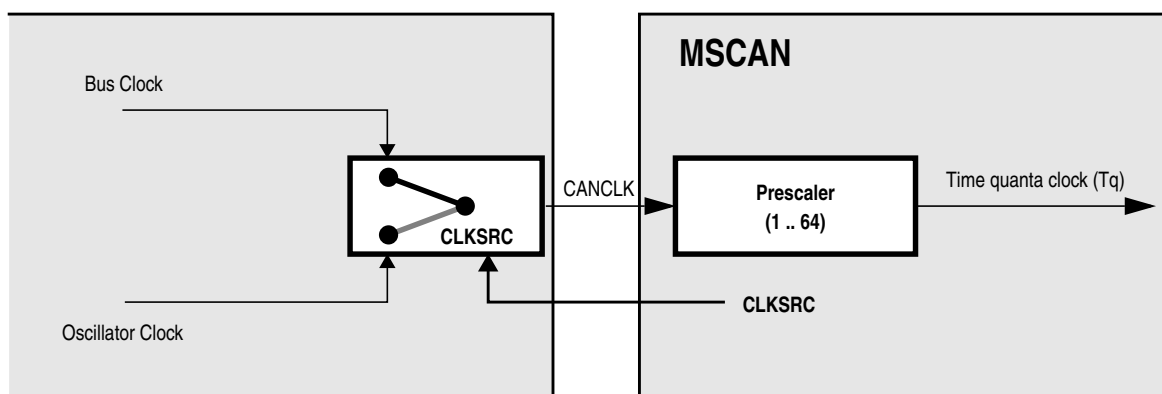 MSCAN
Bus Clock
CANCLK
Prescaler
(1 .. 64)
Time quanta clock (Tq)
CLKSRC
CLKSRC
Oscillator Clock